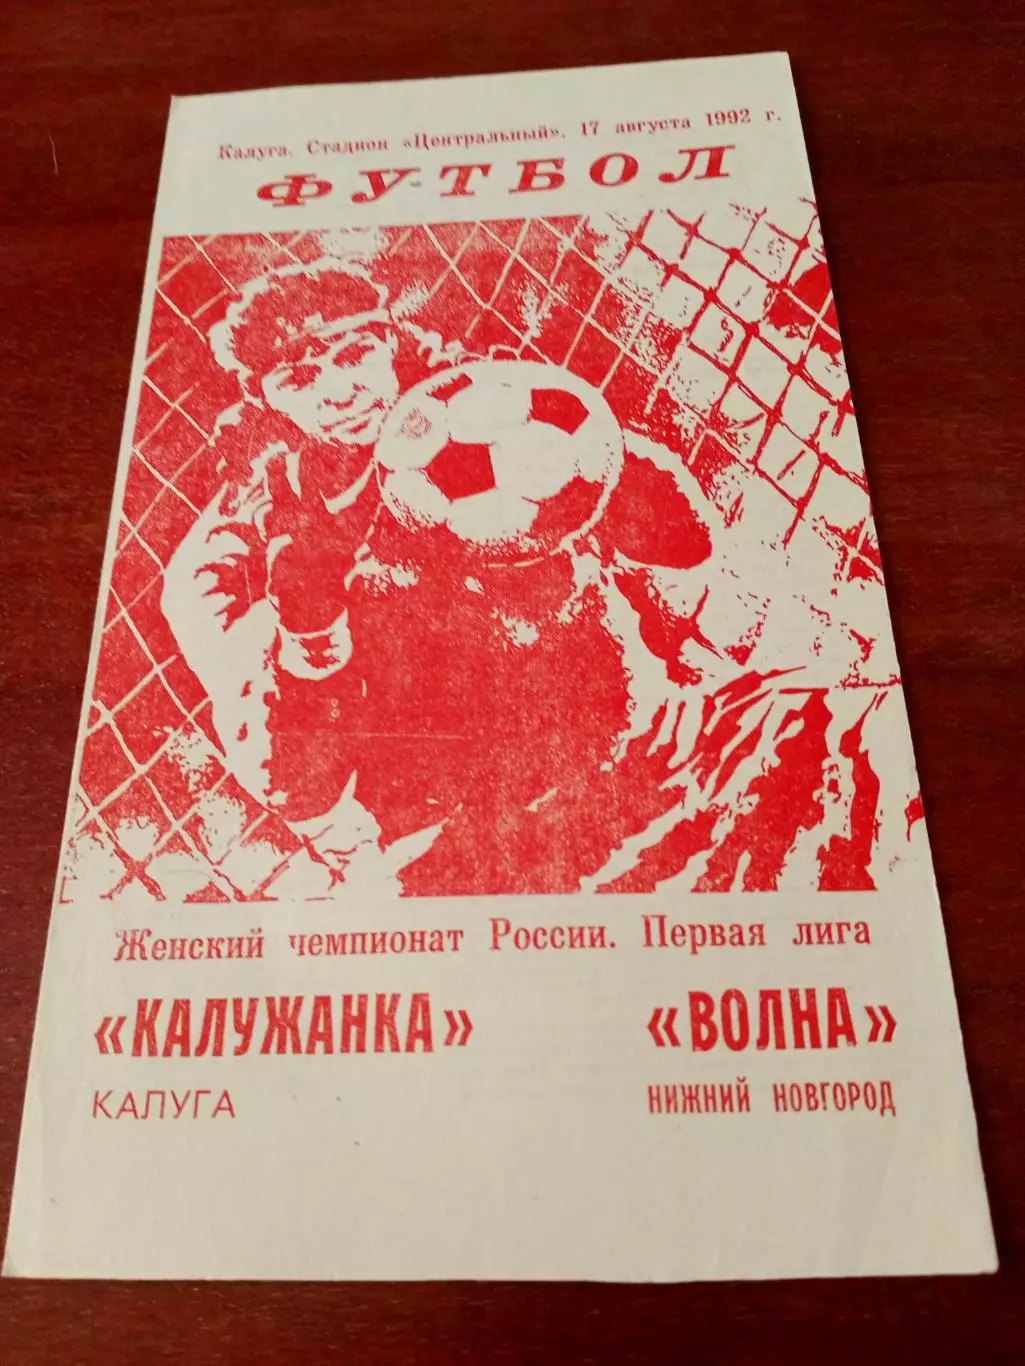 Калуга. Стадион «Центральный». 17 августа 1992 г.
ФУТБОЛ
Женский чемпионат России. Первая лига
«КАЛУЖАНКА» «ВОЛНА»
КАЛУГА НИЖНИЙ НОВГОРОД